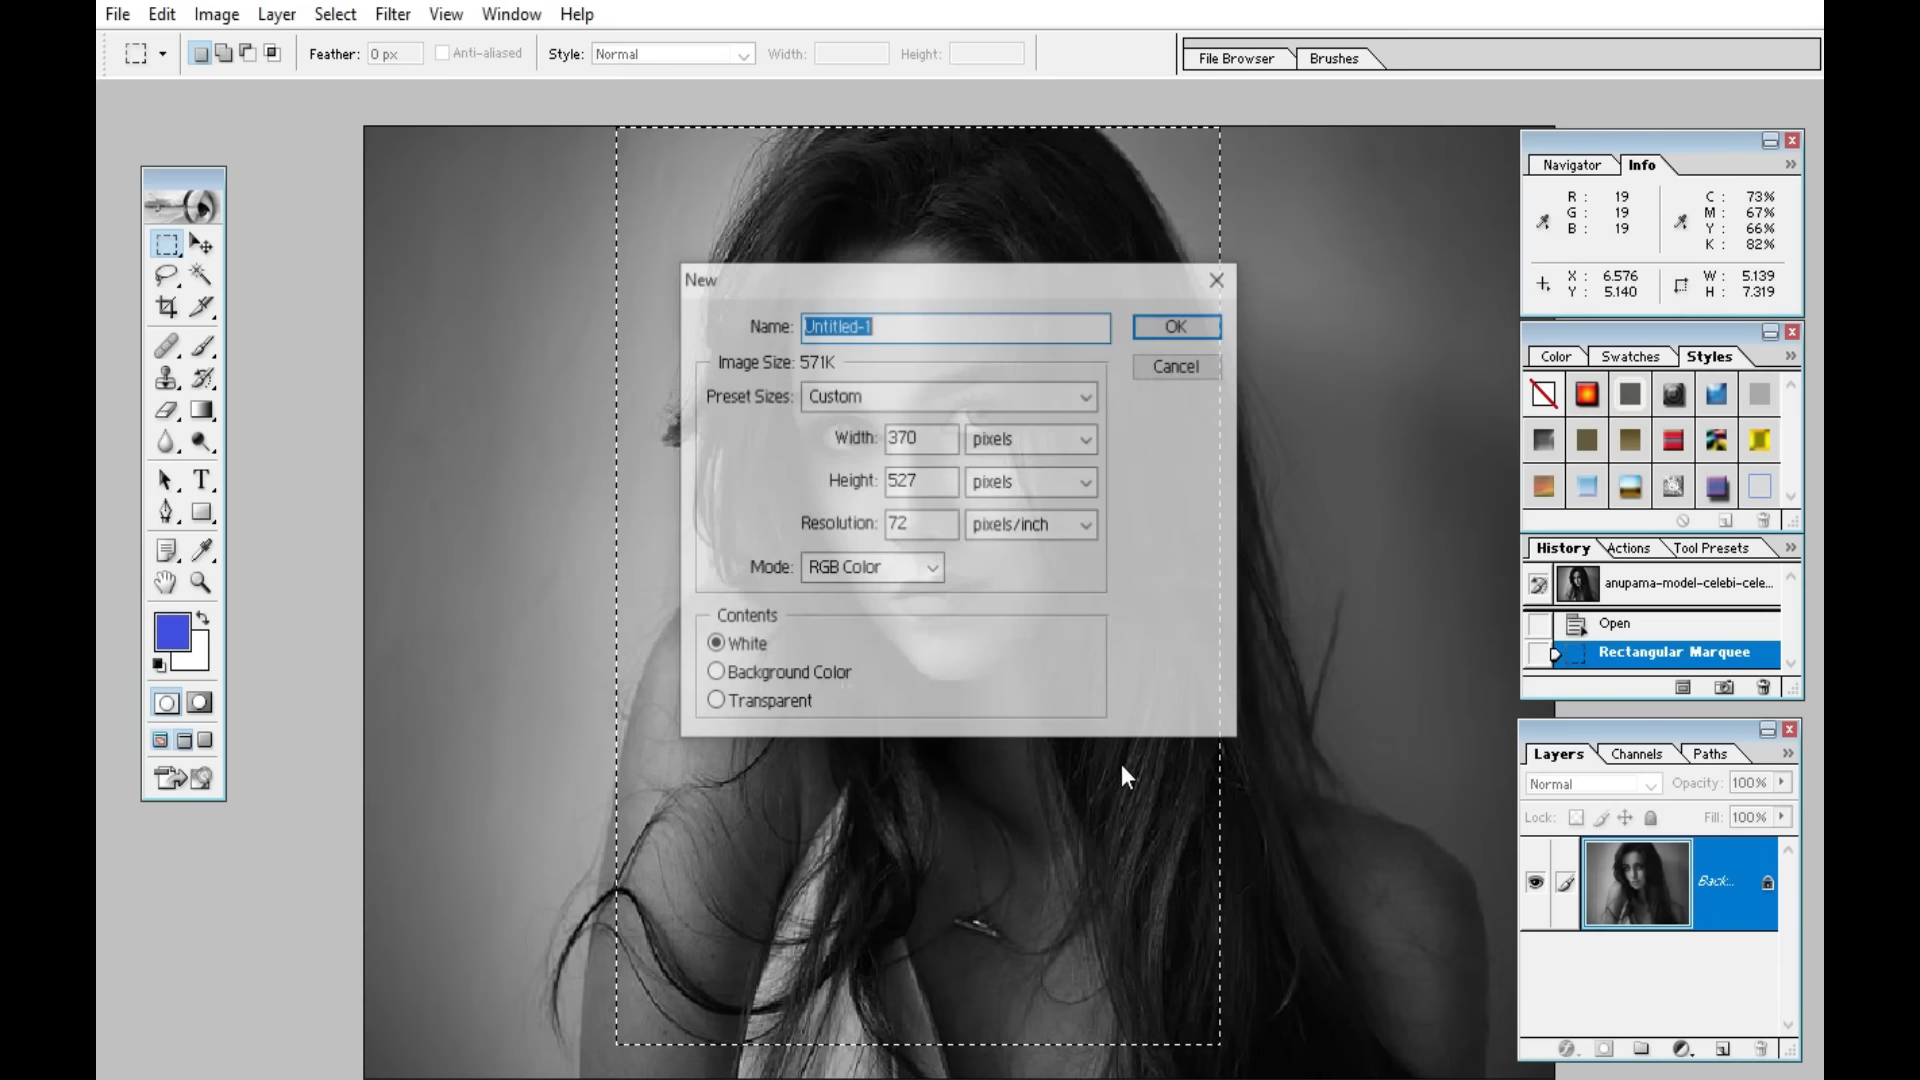 File Edit Image Layer Select Filter View Window Help
Feather: 0 px Anti-aliased Style: Normal Width: Height: File Browser Brushes
Navigator Info
R : 19 C : 73%
G : 19 M : 67%
B : 19 Y : 66%
K : 82%
X : 6.576 W : 5.139
Y : 5.140 H : 7.319
New
Name: Untitled-1 OK
Image Size: 571K Cancel
Preset Sizes: Custom
Width: 370 pixels
Height: 527 pixels
Resolution: 72 pixels/inch
Mode: RGB Color
Contents
White
Background Color
Transparent
Color Swatches Styles
History Actions Tool Presets
anupama-model-celebi-cele...
Open
Rectangular Marquee
Layers Channels Paths
Normal Opacity: 100%
Lock: Fill: 100%
Back...
T